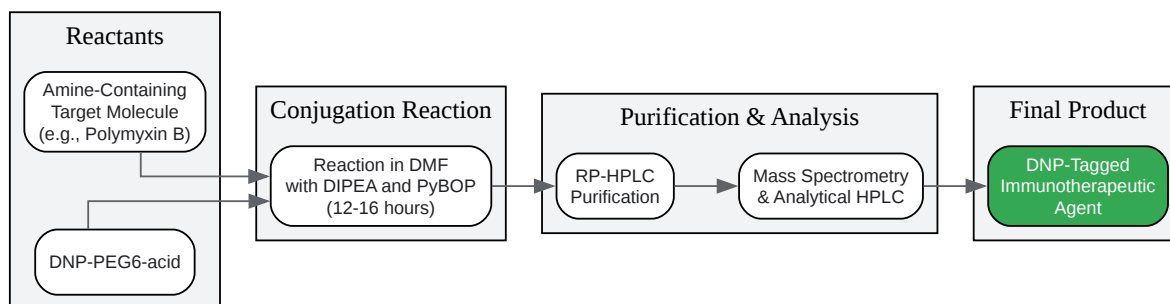 Reactants
Amine-Containing
Target Molecule
(e.g., Polymyxin B)
DNP-PEG6-acid
Conjugation Reaction
Reaction in DMF
with DIPEA and PyBOP
(12-16 hours)
Purification & Analysis
RP-HPLC
Purification
Mass Spectrometry
& Analytical HPLC
Final Product
DNP-Tagged
Immunotherapeutic
Agent